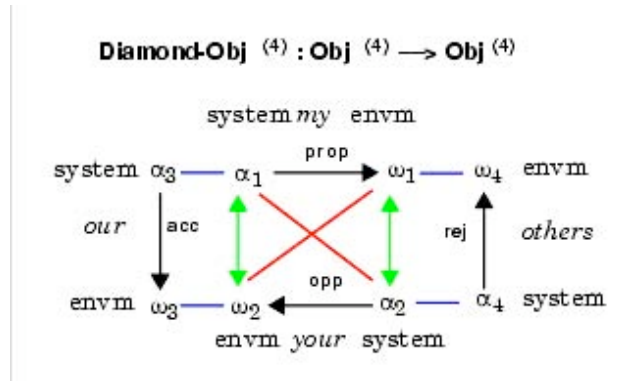 Diamond-Obj (4) : Obj (4) —> Obj (4)
system my envm
prop
system α3 α1 ω1 ω4 envm
our acc rej others
opp
envm ω3 ω2 α2 α4 system
envm your system